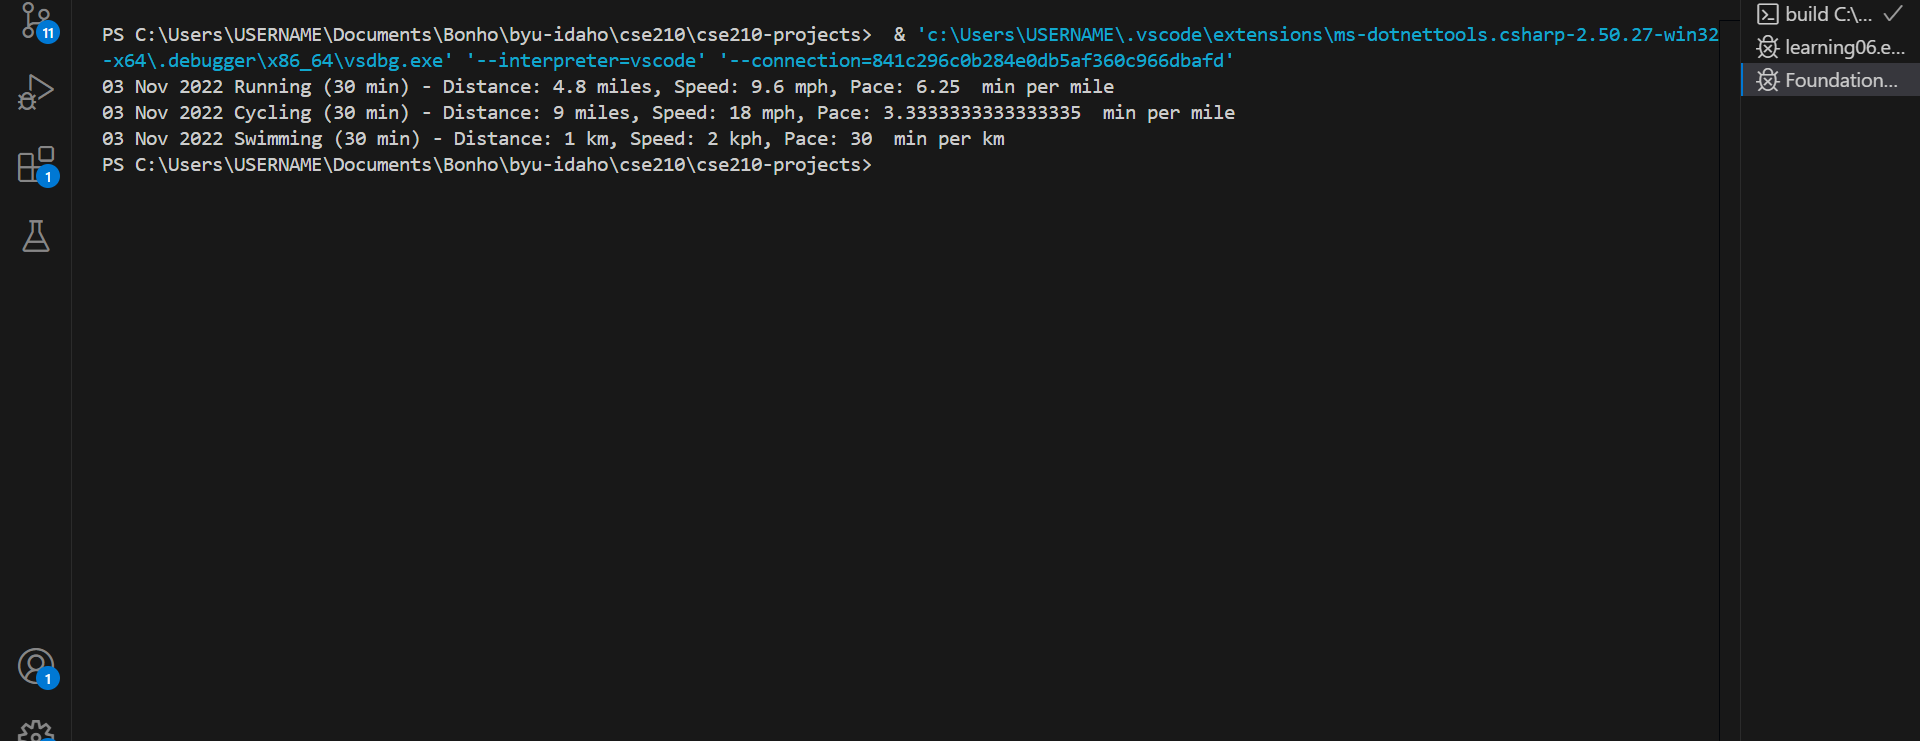 11
1
1
PS C:\Users\USERNAME\Documents\Bonho\byu-idaho\cse210\cse210-projects>  & 'c:\Users\USERNAME\.vscode\extensions\ms-dotnettools.csharp-2.50.27-win32
-x64\.debugger\x86_64\vsdbg.exe' '--interpreter=vscode' '--connection=841c296c0b284e0db5af360c966dbafd'
03 Nov 2022 Running (30 min) - Distance: 4.8 miles, Speed: 9.6 mph, Pace: 6.25  min per mile
03 Nov 2022 Cycling (30 min) - Distance: 9 miles, Speed: 18 mph, Pace: 3.3333333333333335  min per mile
03 Nov 2022 Swimming (30 min) - Distance: 1 km, Speed: 2 kph, Pace: 30  min per km
PS C:\Users\USERNAME\Documents\Bonho\byu-idaho\cse210\cse210-projects>
build C:\...
learning06.e...
Foundation...